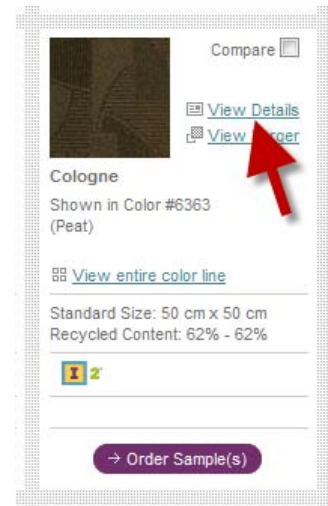 Compare
View Details
View
Cologne
Shown in Color #6363
(Peat)
View entire color line
Standard Size: 50 cm x 50 cm
Recycled Content: 62% - 62%
I 2
→ Order Sample(s)